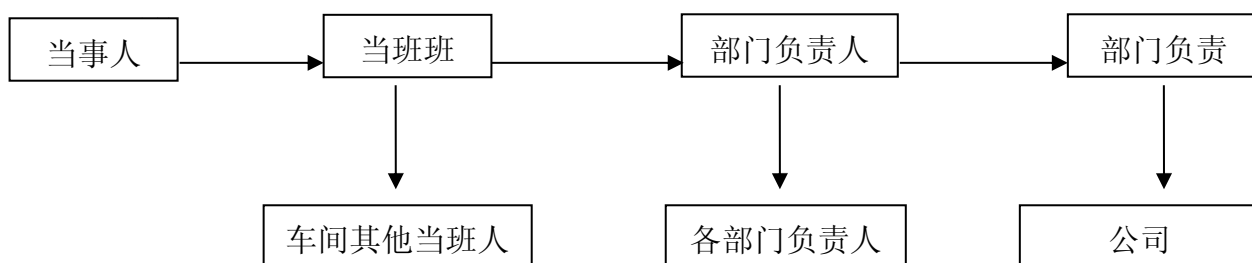 当事人
当班班
部门负责人
部门负责
车间其他当班人
各部门负责人
公司